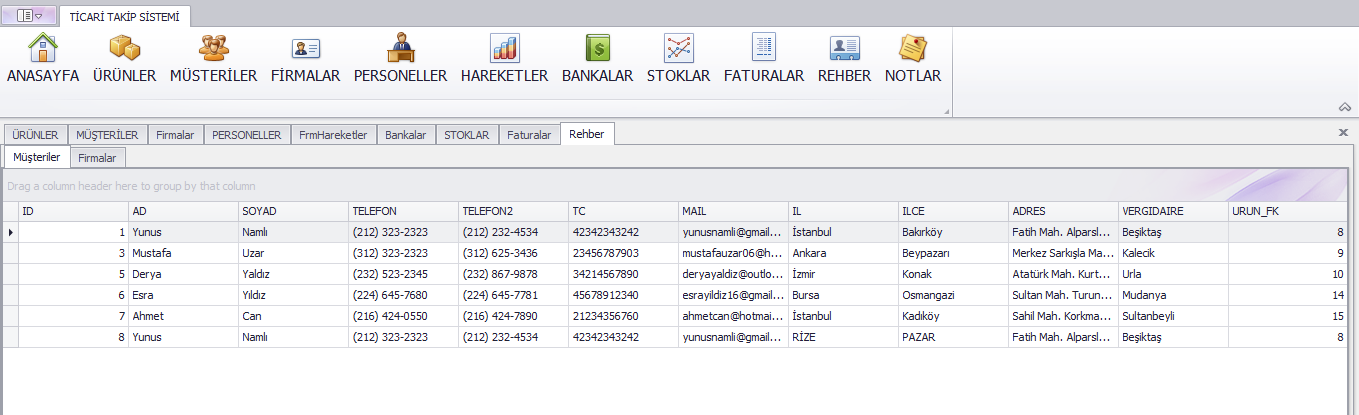 TİCARİ TAKİP SİSTEMİ
ANASAYFA ÜRÜNLER MÜSTERİLER FİRMALAR PERSONELLER HAREKETLER BANKALAR STOKLAR FATURALAR REHBER NOTLAR
ÜRÜNLER MÜŞTERİLER Firmalar PERSONELLER FrmHareketler Bankalar STOKLAR Faturalar Rehber
Müşteriler Firmalar
Drag a column header here to group by that column
ID AD SOYAD TELEFON TELEFON2 TC MAIL IL ILCE ADRES VERGIDAIRE URUN_FK
1 Yunus Namlı (212) 323-2323 (212) 232-4534 42342343242 yunusnamli@gmail... İstanbul Bakırköy Fatih Mah. Alparsl... Beşiktaş 8
3 Mustafa Uzar (312) 323-2323 (312) 625-3436 23456787903 mustafauzar06@h... Ankara Beypazarı Merkez Sarkışla Ma... Kalecik 9
5 Derya Yaldız (232) 523-2345 (232) 867-9878 34214567890 deryayaldiz@outlo... İzmir Konak Atatürk Mah. Kurt... Urla 10
6 Esra Yıldız (224) 645-7680 (224) 645-7781 45678912340 esrayildiz16@gmail... Bursa Osmangazi Sultan Mah. Turun... Mudanya 14
7 Ahmet Can (216) 424-0550 (216) 424-7890 21234356760 ahmetcan@hotmai... İstanbul Kadıköy Sahil Mah. Korkma... Sultanbeyli 15
8 Yunus Namlı (212) 323-2323 (212) 232-4534 42342343242 yunusnamli@gmail... RİZE PAZAR Fatih Mah. Alparsl... Beşiktaş 8